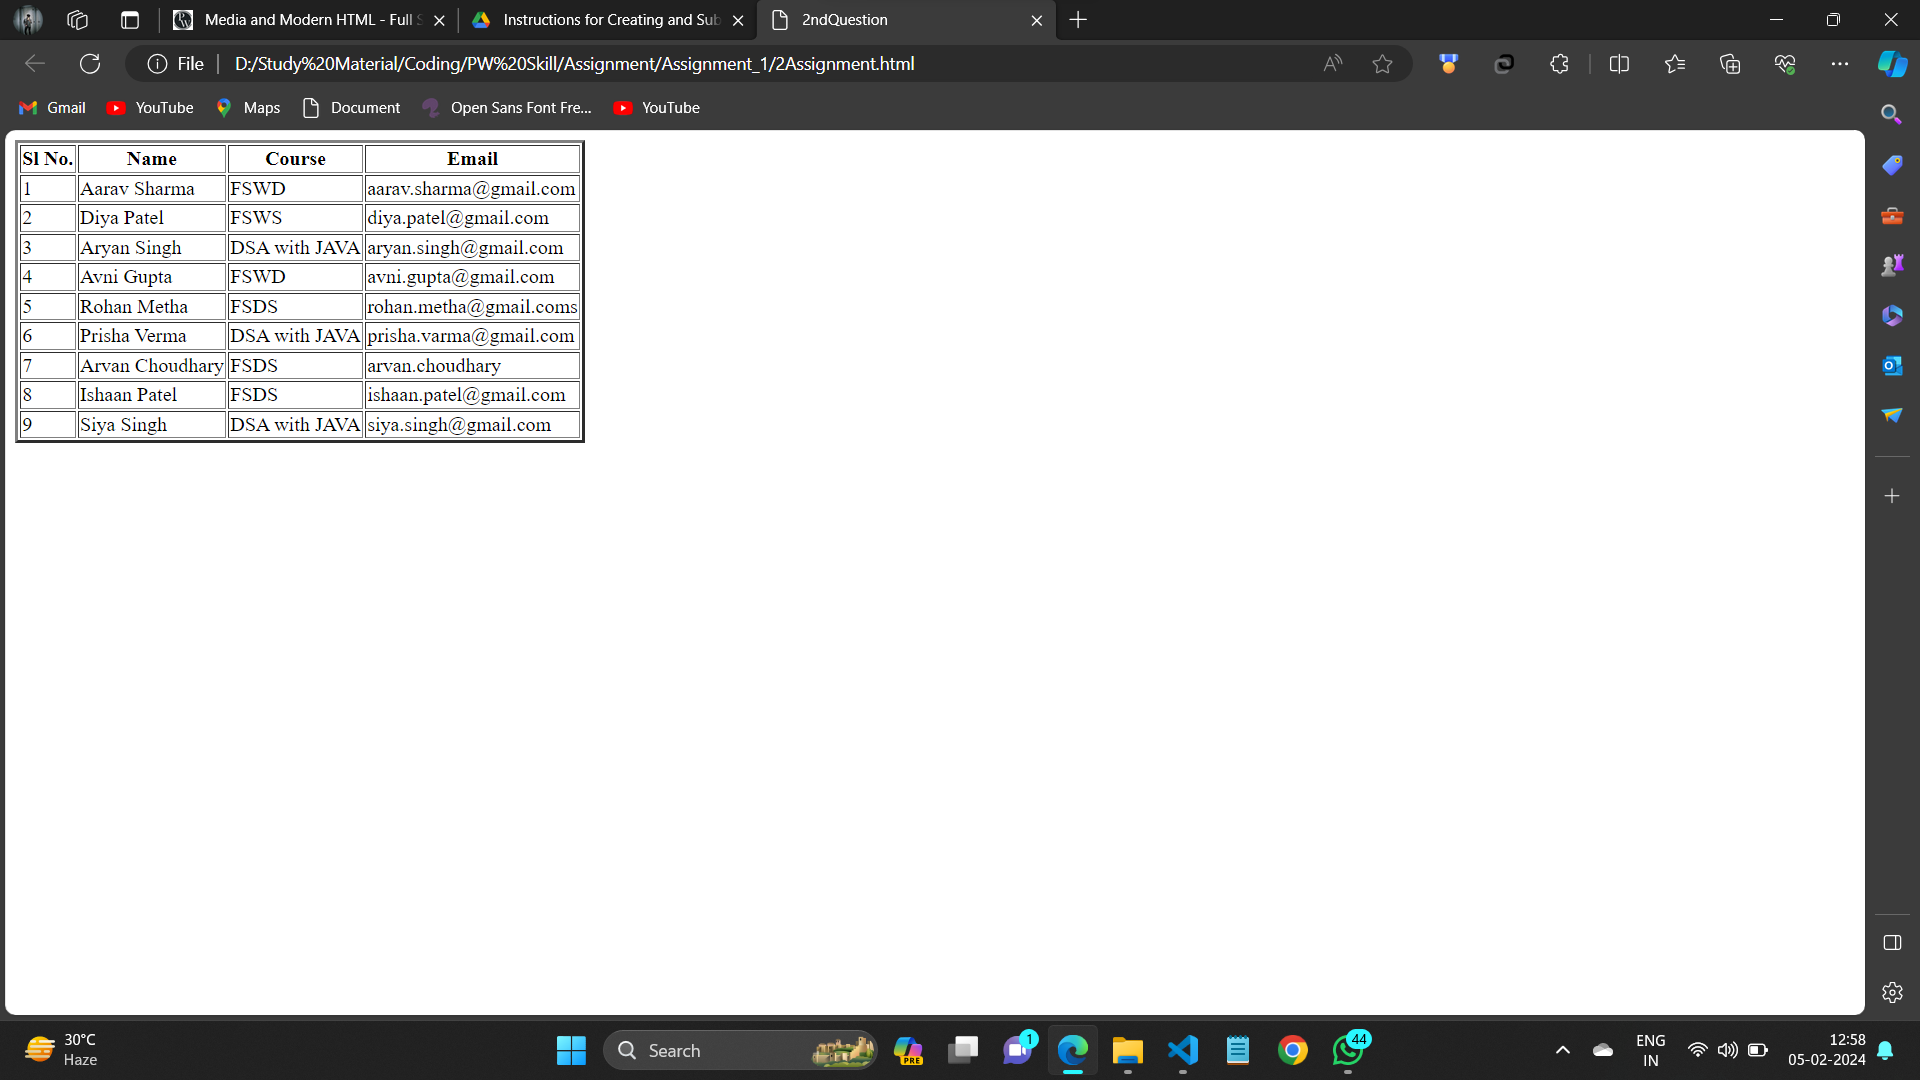 Media and Modern HTML - Full S
Instructions for Creating and Sub
2ndQuestion
File D:/Study%20Material/Coding/PW%20Skill/Assignment/Assignment_1/2Assignment.html
Gmail YouTube Maps Document Open Sans Font Fre... YouTube
Sl No. Name Course Email
1 Aarav Sharma FSWD aarav.sharma@gmail.com
2 Diya Patel FSWS diya.patel@gmail.com
3 Aryan Singh DSA with JAVA aryan.singh@gmail.com
4 Avni Gupta FSWD avni.gupta@gmail.com
5 Rohan Metha FSDS rohan.metha@gmail.coms
6 Prisha Verma DSA with JAVA prisha.varma@gmail.com
7 Arvan Choudhary FSDS arvan.choudhary
8 Ishaan Patel FSDS ishaan.patel@gmail.com
9 Siya Singh DSA with JAVA siya.singh@gmail.com
30°C
Haze
Search
PRE
1
44
ENG
IN
12:58
05-02-2024